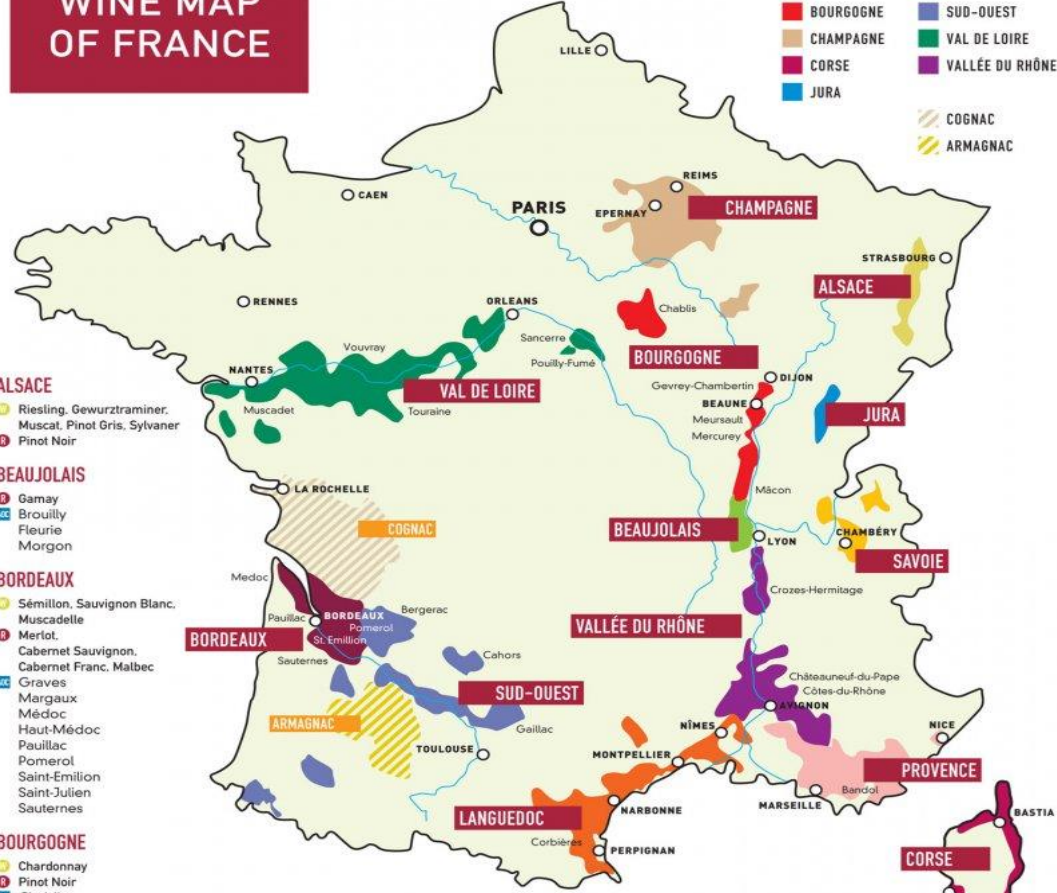 WINE MAP
OF FRANCE
BOURGOGNE
CHAMPAGNE
CORSE
JURA
SUD-OUEST
VAL DE LOIRE
VALLÉE DU RHÔNE
COGNAC
ARMAGNAC
LILLE
CAEN
REIMS
PARIS
EPERNAY
CHAMPAGNE
STRASBOURG
ALSACE
RENNES
ORLEANS
Chablis
Sancerre
Vouvray
Pouilly-Fumé
BOURGOGNE
NANTES
DIJON
Gevrey-Chambertin
VAL DE LOIRE
BEAUNE
Muscadet
Touraine
Meursault
JURA
Mercurey
LA ROCHELLE
Mâcon
COGNAC
BEAUJOLAIS
LYON
CHAMBÉRY
SAVOIE
Medoc
Crozes-Hermitage
Bergerac
Pauillac
BORDEAUX
Pomerol
VALLÉE DU RHÔNE
BORDEAUX
St. Emillion
Sauternes
Cahors
Châteauneuf-du-Pape
Côtes-du-Rhône
SUD-OUEST
AVIGNON
ARMAGNAC
Gaillac
NÎMES
NICE
TOULOUSE
MONTPELLIER
PROVENCE
Bandol
MARSEILLE
LANGUEDOC
NARBONNE
BASTIA
Corbières
PERPIGNAN
CORSE
ALSACE
Riesling, Gewurztraminer,
Muscat, Pinot Gris, Sylvaner
R Pinot Noir
BEAUJOLAIS
R Gamay
Brouilly
Fleurie
Morgon
BORDEAUX
Sémillon, Sauvignon Blanc,
Muscadelle
R Merlot,
Cabernet Sauvignon,
Cabernet Franc, Malbec
Graves
Margaux
Médoc
Haut-Médoc
Pauillac
Pomerol
Saint-Emilion
Saint-Julien
Sauternes
BOURGOGNE
Chardonnay
R Pinot Noir